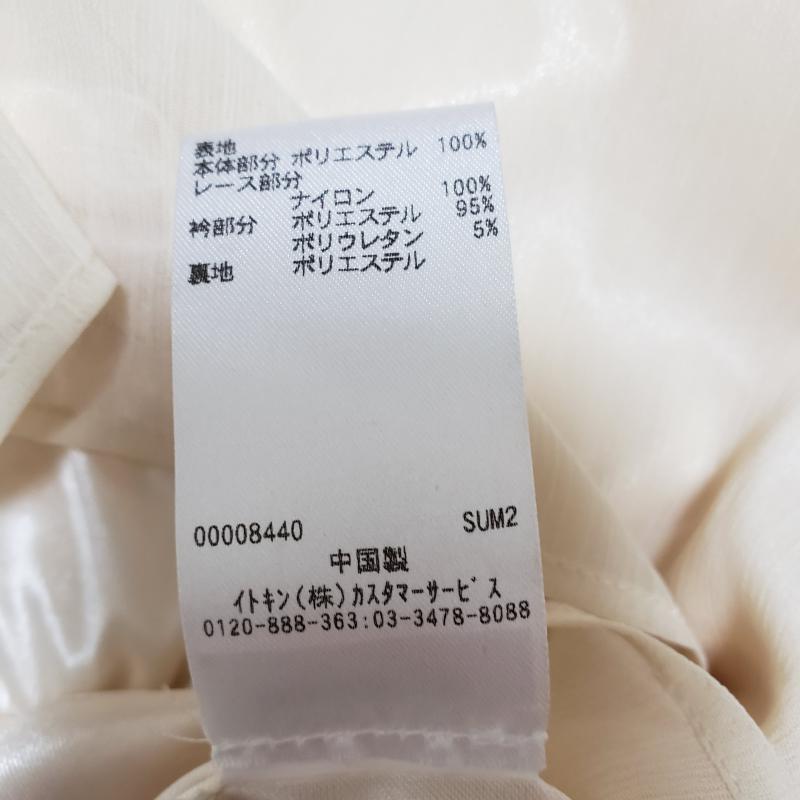 表地
本体部分 ポリエステル 100%
レース部分
ナイロン 100%
衿部分 ポリエステル 95%
ポリウレタン 5%
裏地 ポリエステル
00008440 SUM2
中国製
イトキン(株)カスタマーサービス
0120-888-363:03-3478-8088